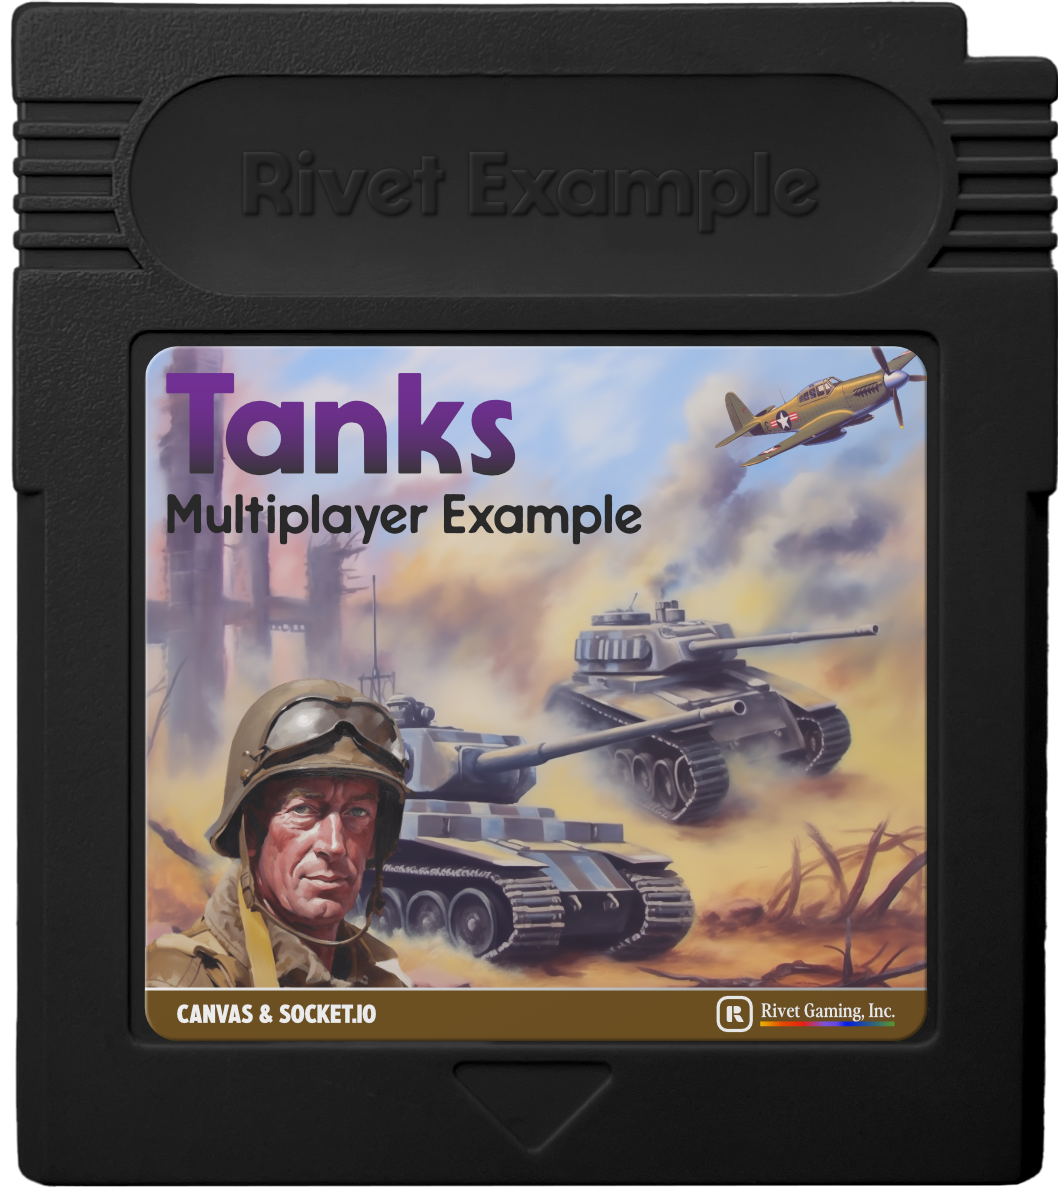 Rivet Example
Tanks
Multiplayer Example
CANVAS & SOCKET.IO
R Rivet Gaming, Inc.